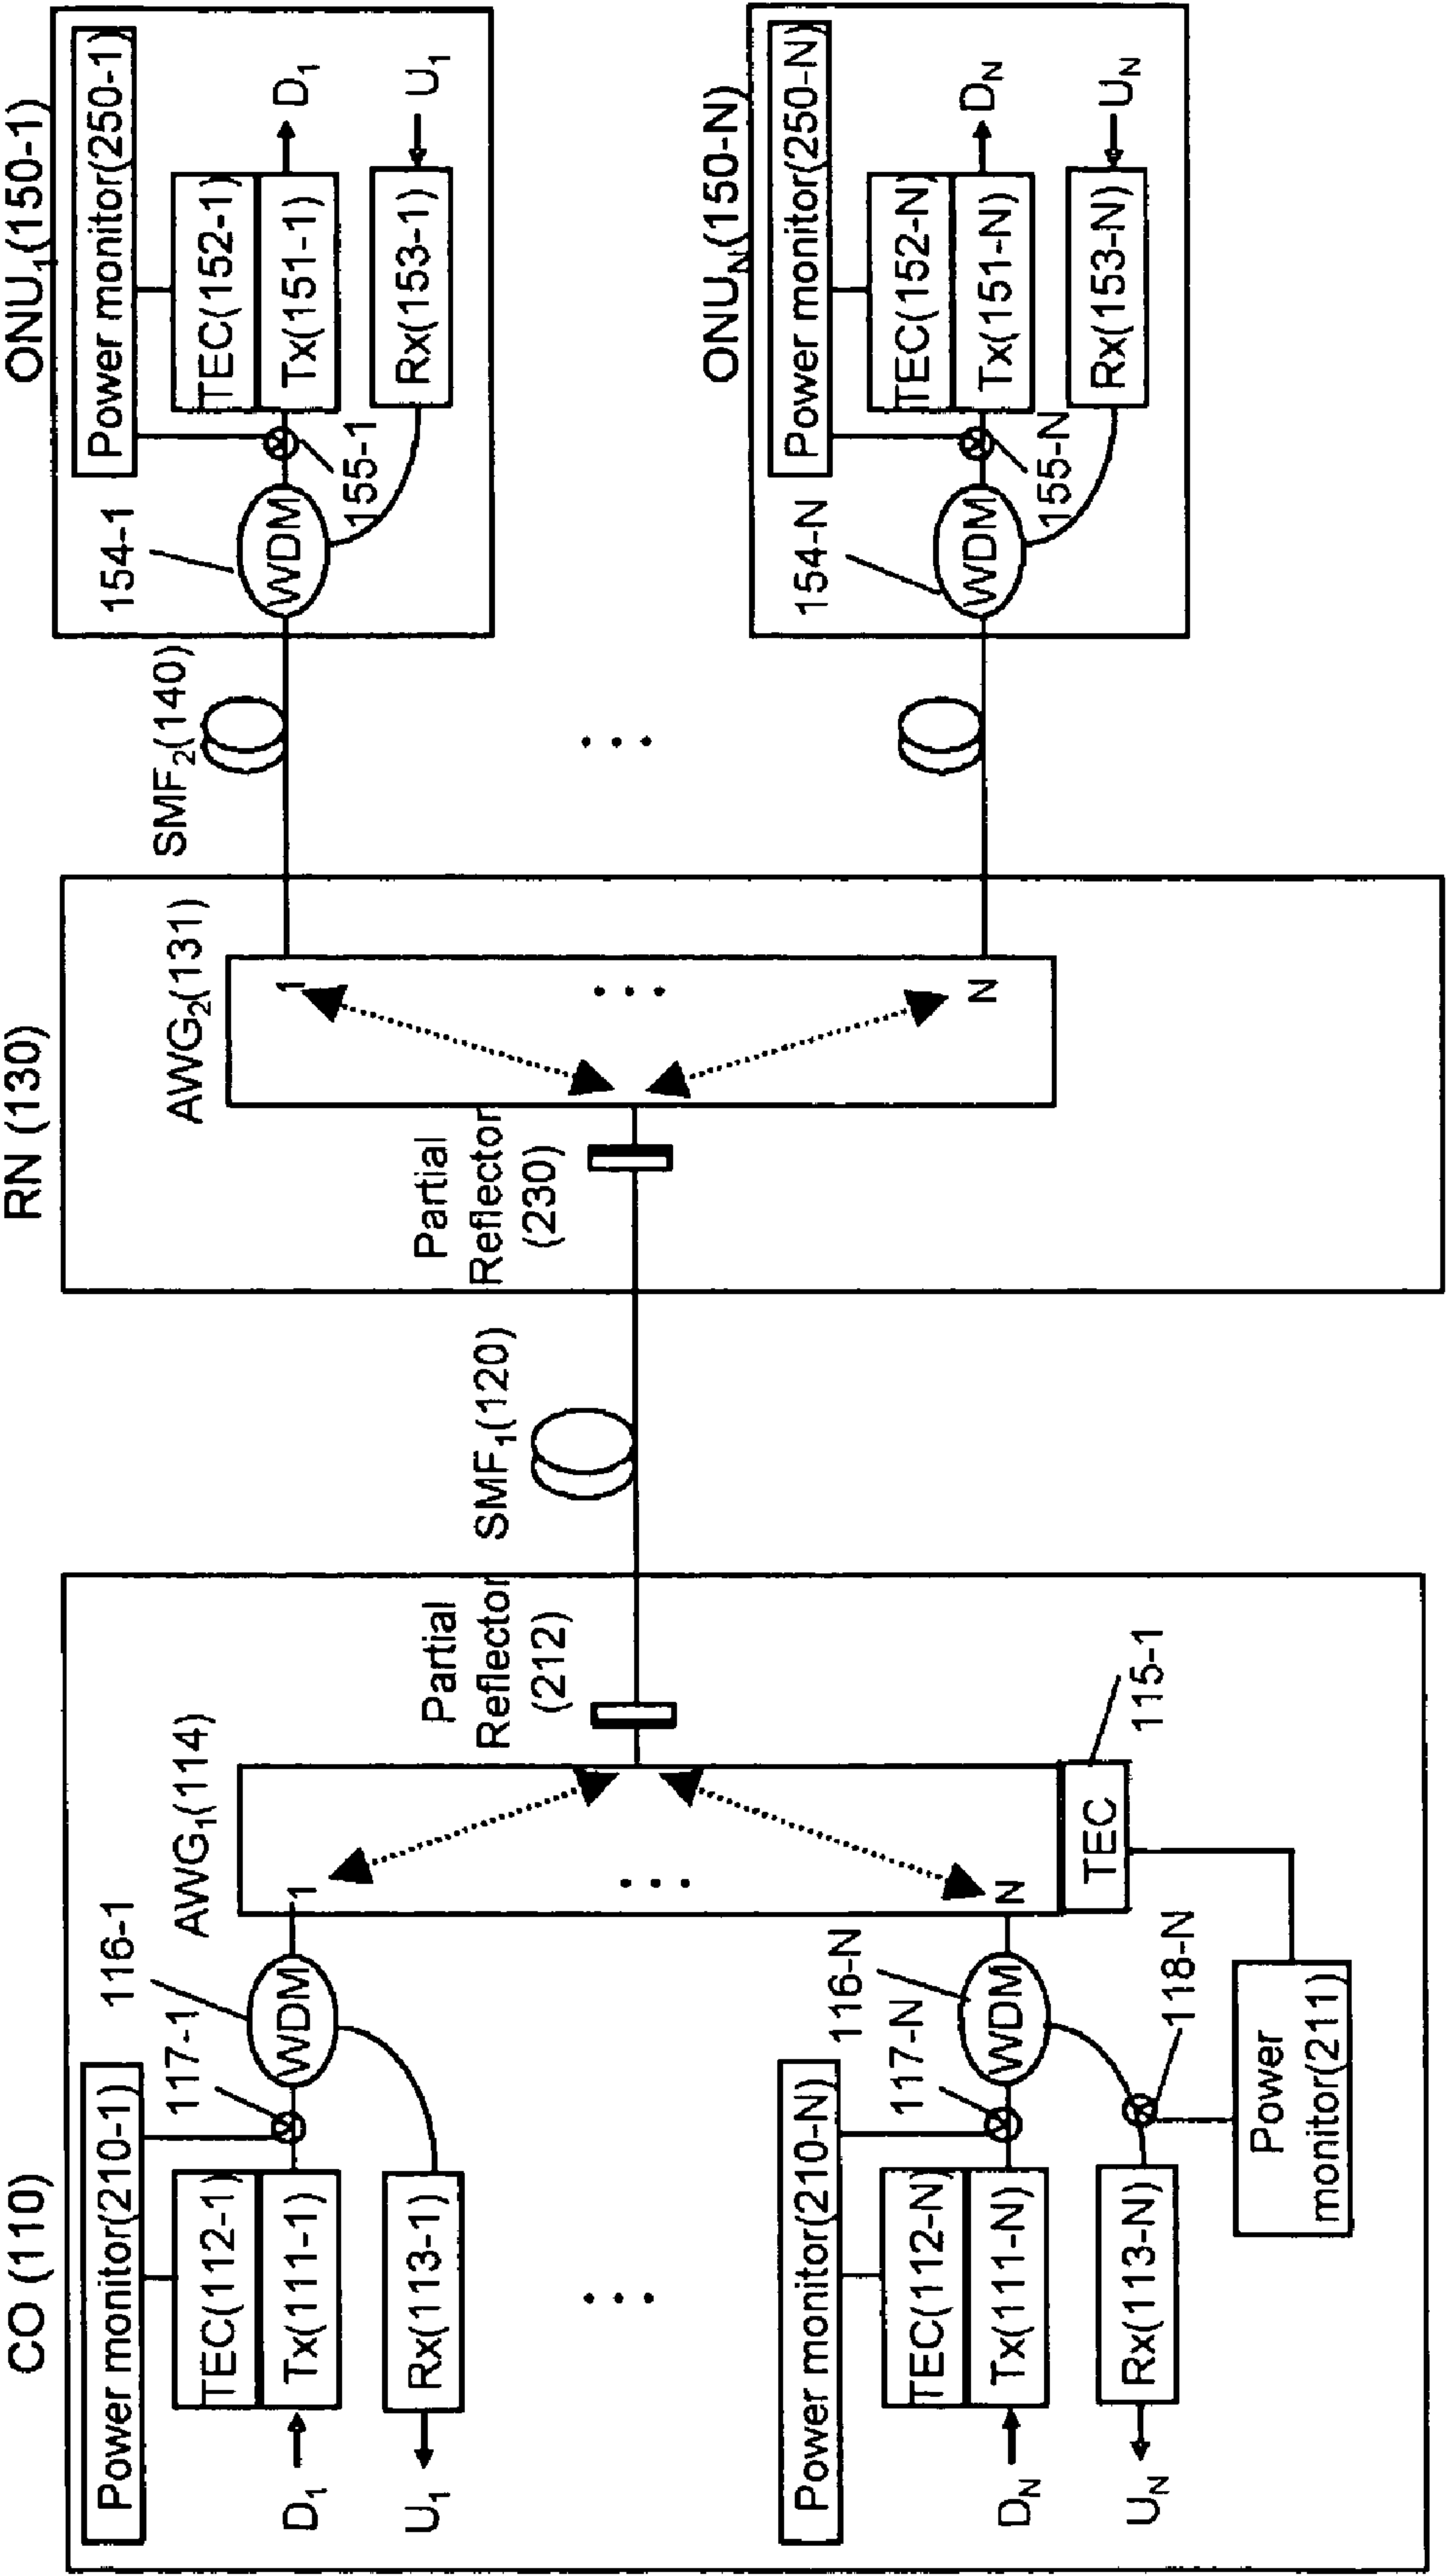 CO (110)
Power monitor(210-1)
TEC(112-1)
Tx(111-1)
Rx(113-1)
D1
U1
117-1
116-1
WDM
AWG1(114)
1
...
N
Partial
Reflector
(212)
...
Power monitor(210-N)
TEC(112-N)
Tx(111-N)
Rx(113-N)
DN
UN
117-N
116-N
WDM
118-N
Power
monitor(211)
TEC
115-1
SMF1(120)
RN (130)
Partial
Reflector
(230)
AWG2(131)
1
...
N
SMF2(140)
...
ONU1(150-1)
Power monitor(250-1)
TEC(152-1)
Tx(151-1)
Rx(153-1)
D1
U1
154-1
WDM
155-1
ONUN(150-N)
Power monitor(250-N)
TEC(152-N)
Tx(151-N)
Rx(153-N)
DN
UN
154-N
WDM
155-N